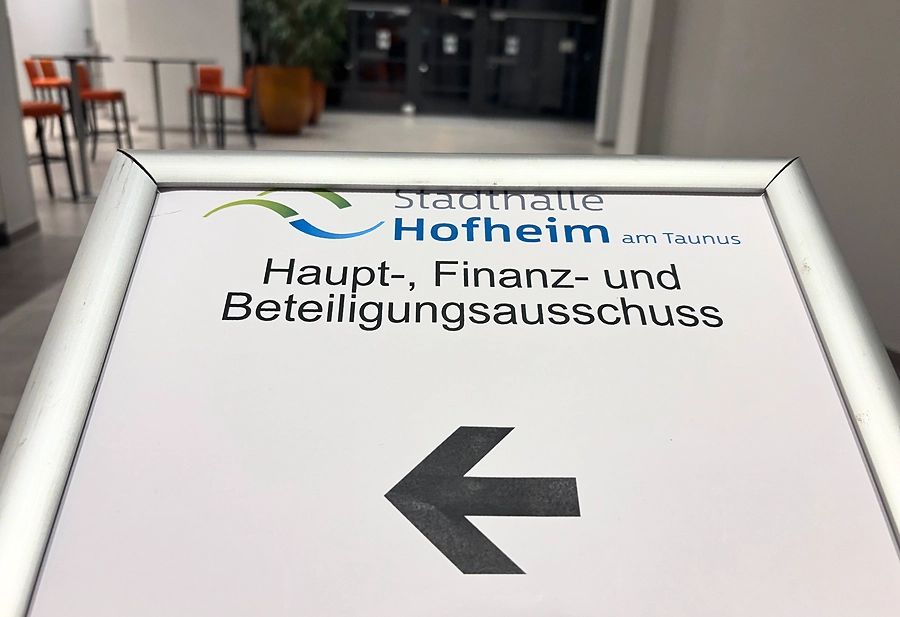 Stadthalle
Hofheim am Taunus
Haupt-, Finanz- und
Beteiligungsausschuss